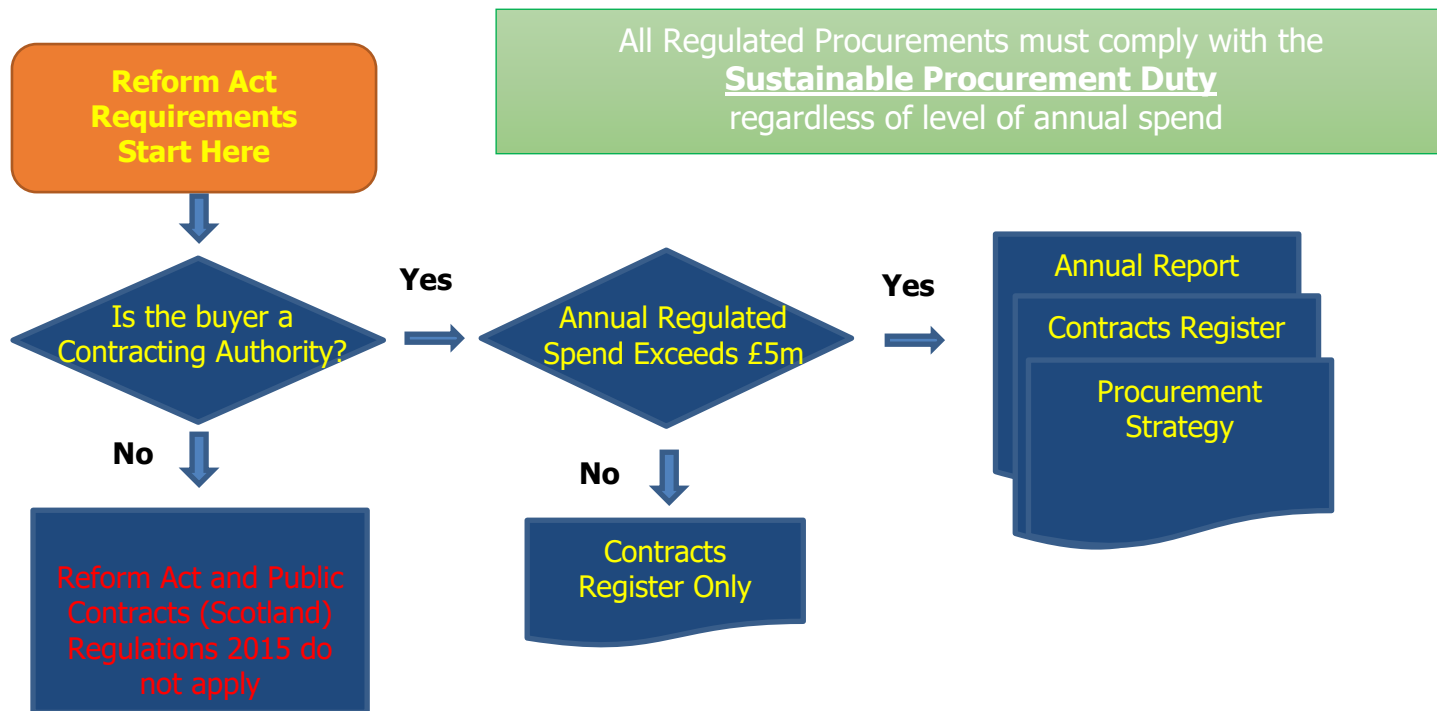 Reform Act
Requirements
Start Here
All Regulated Procurements must comply with the
Sustainable Procurement Duty
regardless of level of annual spend
Is the buyer a
Contracting Authority?
Yes
Annual Regulated
Spend Exceeds £5m
Yes
Annual Report
Contracts Register
Procurement
Strategy
No
Reform Act and Public
Contracts (Scotland)
Regulations 2015 do
not apply
No
Contracts
Register Only